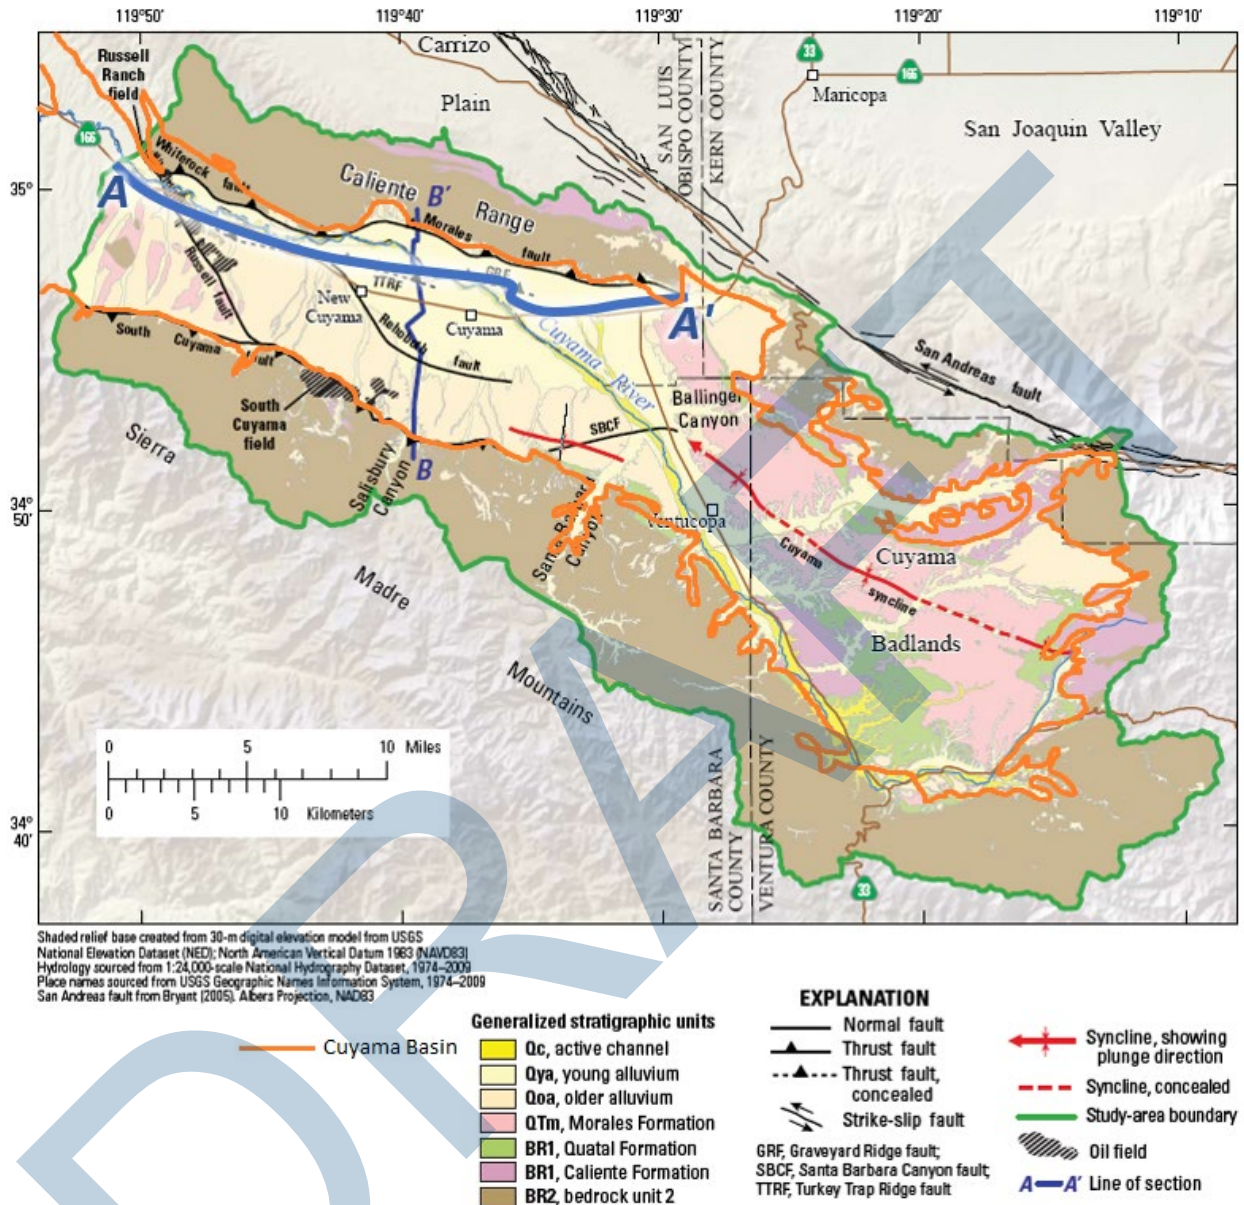 119°50'
119°40'
119°30'
119°20'
119°10'
35°
34°
50'
34°
40'
Russell
Ranch
field
Carrizo
Plain
SAN LUIS
OBISPO COUNTY
KERN COUNTY
33
166
Maricopa
San Joaquin Valley
166
Whiterock fault
Caliente
Range
B'
A
Morales
fault
GRF
TTRF
Russell fault
New
Cuyama
Cuyama
Rehoboth
fault
A'
Cuyama River
San Andreas fault
South
Cuyama
fault
South
Cuyama
field
Ballinger
Canyon
SBCF
Sierra
Salisbury
Canyon
B
Santa Barbara
Canyon
Ventucopa
Cuyama
syncline
Cuyama
Badlands
Madre
Mountains
0 5 10 Miles
0 5 10 Kilometers
SANTA BARBARA
COUNTY
VENTURA COUNTY
33
DRAFT
Shaded relief base created from 30-m digital elevation model from USGS
National Elevation Dataset (NED); North American Vertical Datum 1983 (NAVD83)
Hydrology sourced from 1:24,000-scale National Hydrography Dataset, 1974–2009
Place names sourced from USGS Geographic Names Information System, 1974–2009
San Andreas fault from Bryant (2005). Albers Projection, NAD83
Cuyama Basin
Generalized stratigraphic units
Qc, active channel
Qya, young alluvium
Qoa, older alluvium
QTm, Morales Formation
BR1, Quatal Formation
BR1, Caliente Formation
BR2, bedrock unit 2
EXPLANATION
Normal fault
Thrust fault
Thrust fault,
concealed
Strike-slip fault
GRF, Graveyard Ridge fault;
SBCF, Santa Barbara Canyon fault;
TTRF, Turkey Trap Ridge fault
Syncline, showing
plunge direction
Syncline, concealed
Study-area boundary
Oil field
A A' Line of section